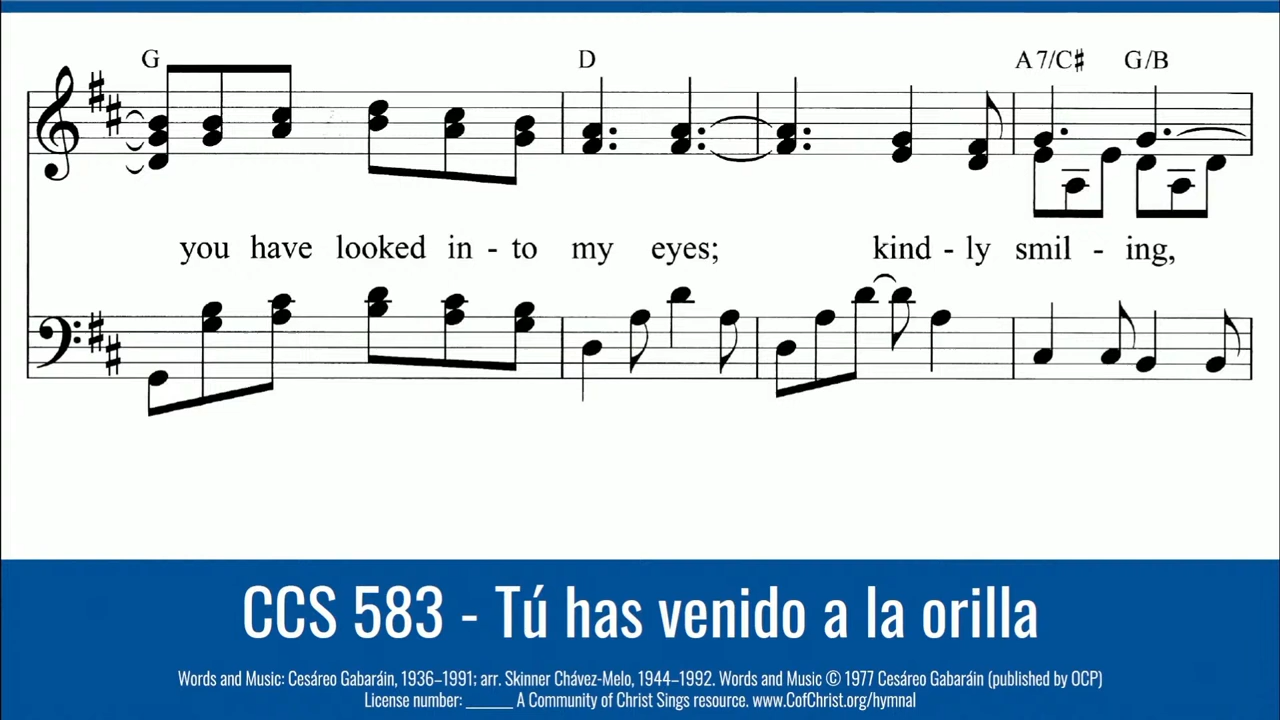 G D A7/C♯ G/B
you have looked in - to my eyes; kind - ly smil - ing,
CCS 583 - Tú has venido a la orilla
Words and Music: Cesáreo Gabaráin, 1936–1991; arr. Skinner Chávez-Melo, 1944–1992. Words and Music © 1977 Cesáreo Gabaráin (published by OCP)
License number: ______ A Community of Christ Sings resource. www.CofChrist.org/hymnal